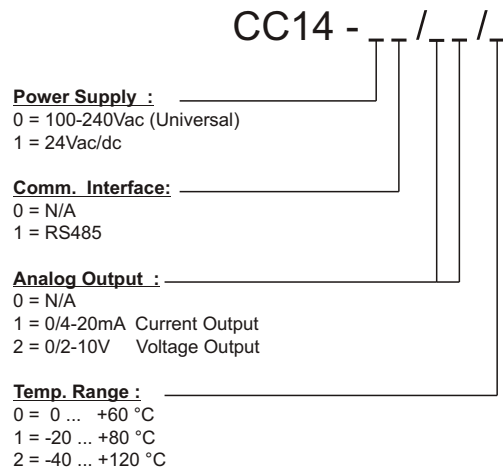 CC14 - _ _ /_ _ /_
Power Supply :
0 = 100-240Vac (Universal)
1 = 24Vac/dc
Comm. Interface:
0 = N/A
1 = RS485
Analog Output :
0 = N/A
1 = 0/4-20mA Current Output
2 = 0/2-10V Voltage Output
Temp. Range :
0 = 0 ... +60 °C
1 = -20 ... +80 °C
2 = -40 ... +120 °C